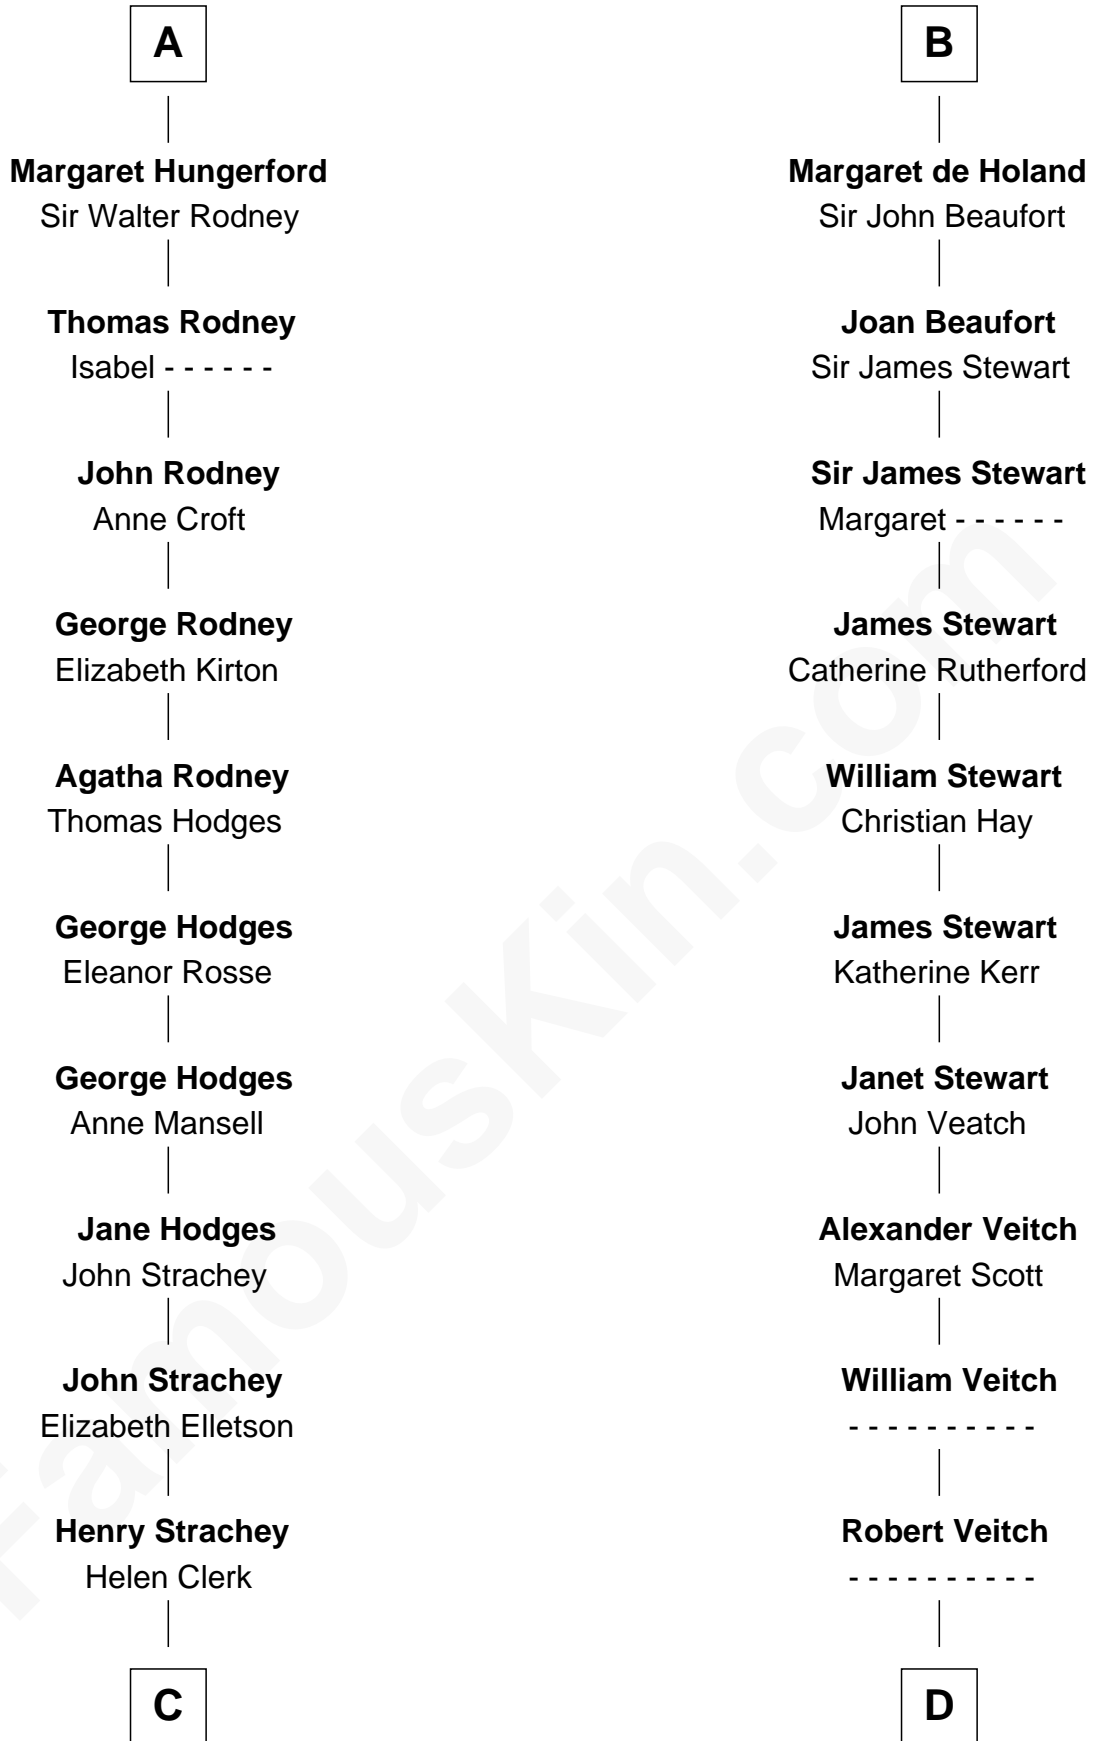 A
Margaret Hungerford
Sir Walter Rodney
Thomas Rodney
Isabel - - - - - -
John Rodney
Anne Croft
George Rodney
Elizabeth Kirton
Agatha Rodney
Thomas Hodges
George Hodges
Eleanor Rosse
George Hodges
Anne Mansell
Jane Hodges
John Strachey
John Strachey
Elizabeth Elletson
Henry Strachey
Helen Clerk
C
B
Margaret de Holand
Sir John Beaufort
Joan Beaufort
Sir James Stewart
Sir James Stewart
Margaret - - - - - -
James Stewart
Catherine Rutherford
William Stewart
Christian Hay
James Stewart
Katherine Kerr
Janet Stewart
John Veatch
Alexander Veitch
Margaret Scott
William Veitch
- - - - - - - - - -
Robert Veitch
- - - - - - - - - -
D
FamousKin.com